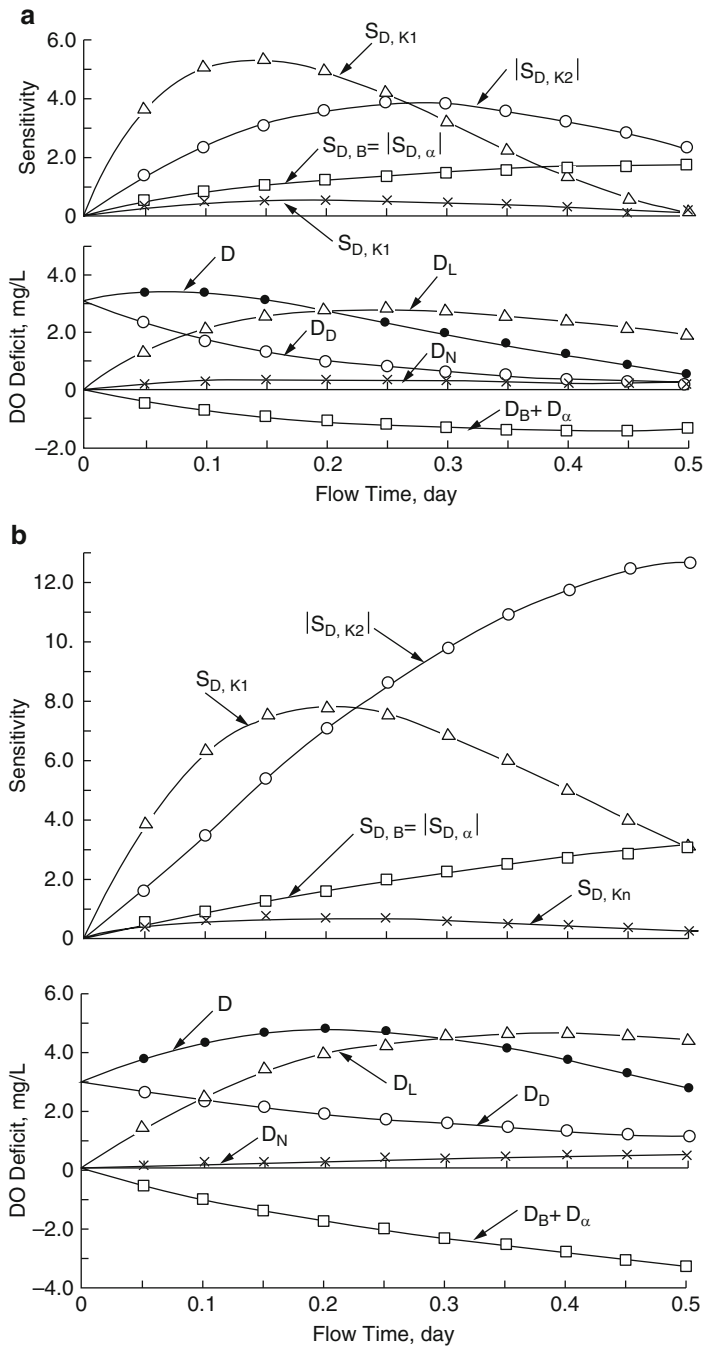 a
S_D, K1
|S_D, K2|
S_D, B= |S_D, α|
S_D, K1
Sensitivity
6.0
4.0
2.0
0
D
D_L
D_D
D_N
D_B+ D_α
DO Deficit, mg/L
4.0
2.0
0
–2.0
0 0.1 0.2 0.3 0.4 0.5
Flow Time, day
b
|S_D, K2|
S_D, K1
S_D, B= |S_D, α|
S_D, Kn
Sensitivity
12.0
10.
8.0
6.0
4.0
2.0
0
D
D_L
D_D
D_N
D_B+ D_α
DO Deficit, mg/L
6.0
4.0
2.0
0
–2.0
–4.0
0 0.1 0.2 0.3 0.4 0.5
Flow Time, day